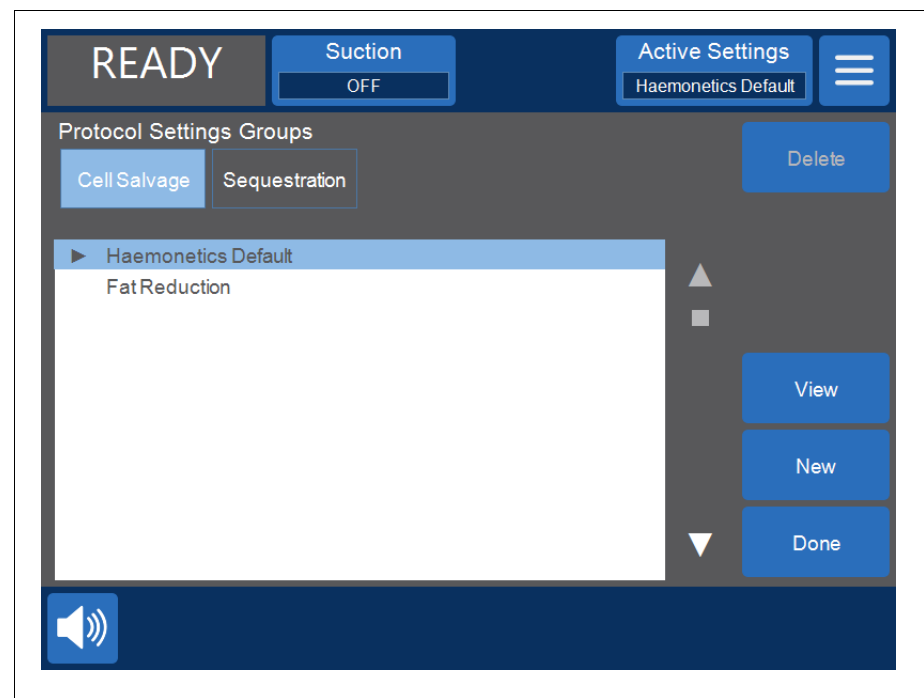 READY
Suction
OFF
Active Settings
Haemonetics Default
Protocol Settings Groups
Cell Salvage
Sequestration
Delete
Haemonetics Default
Fat Reduction
View
New
Done